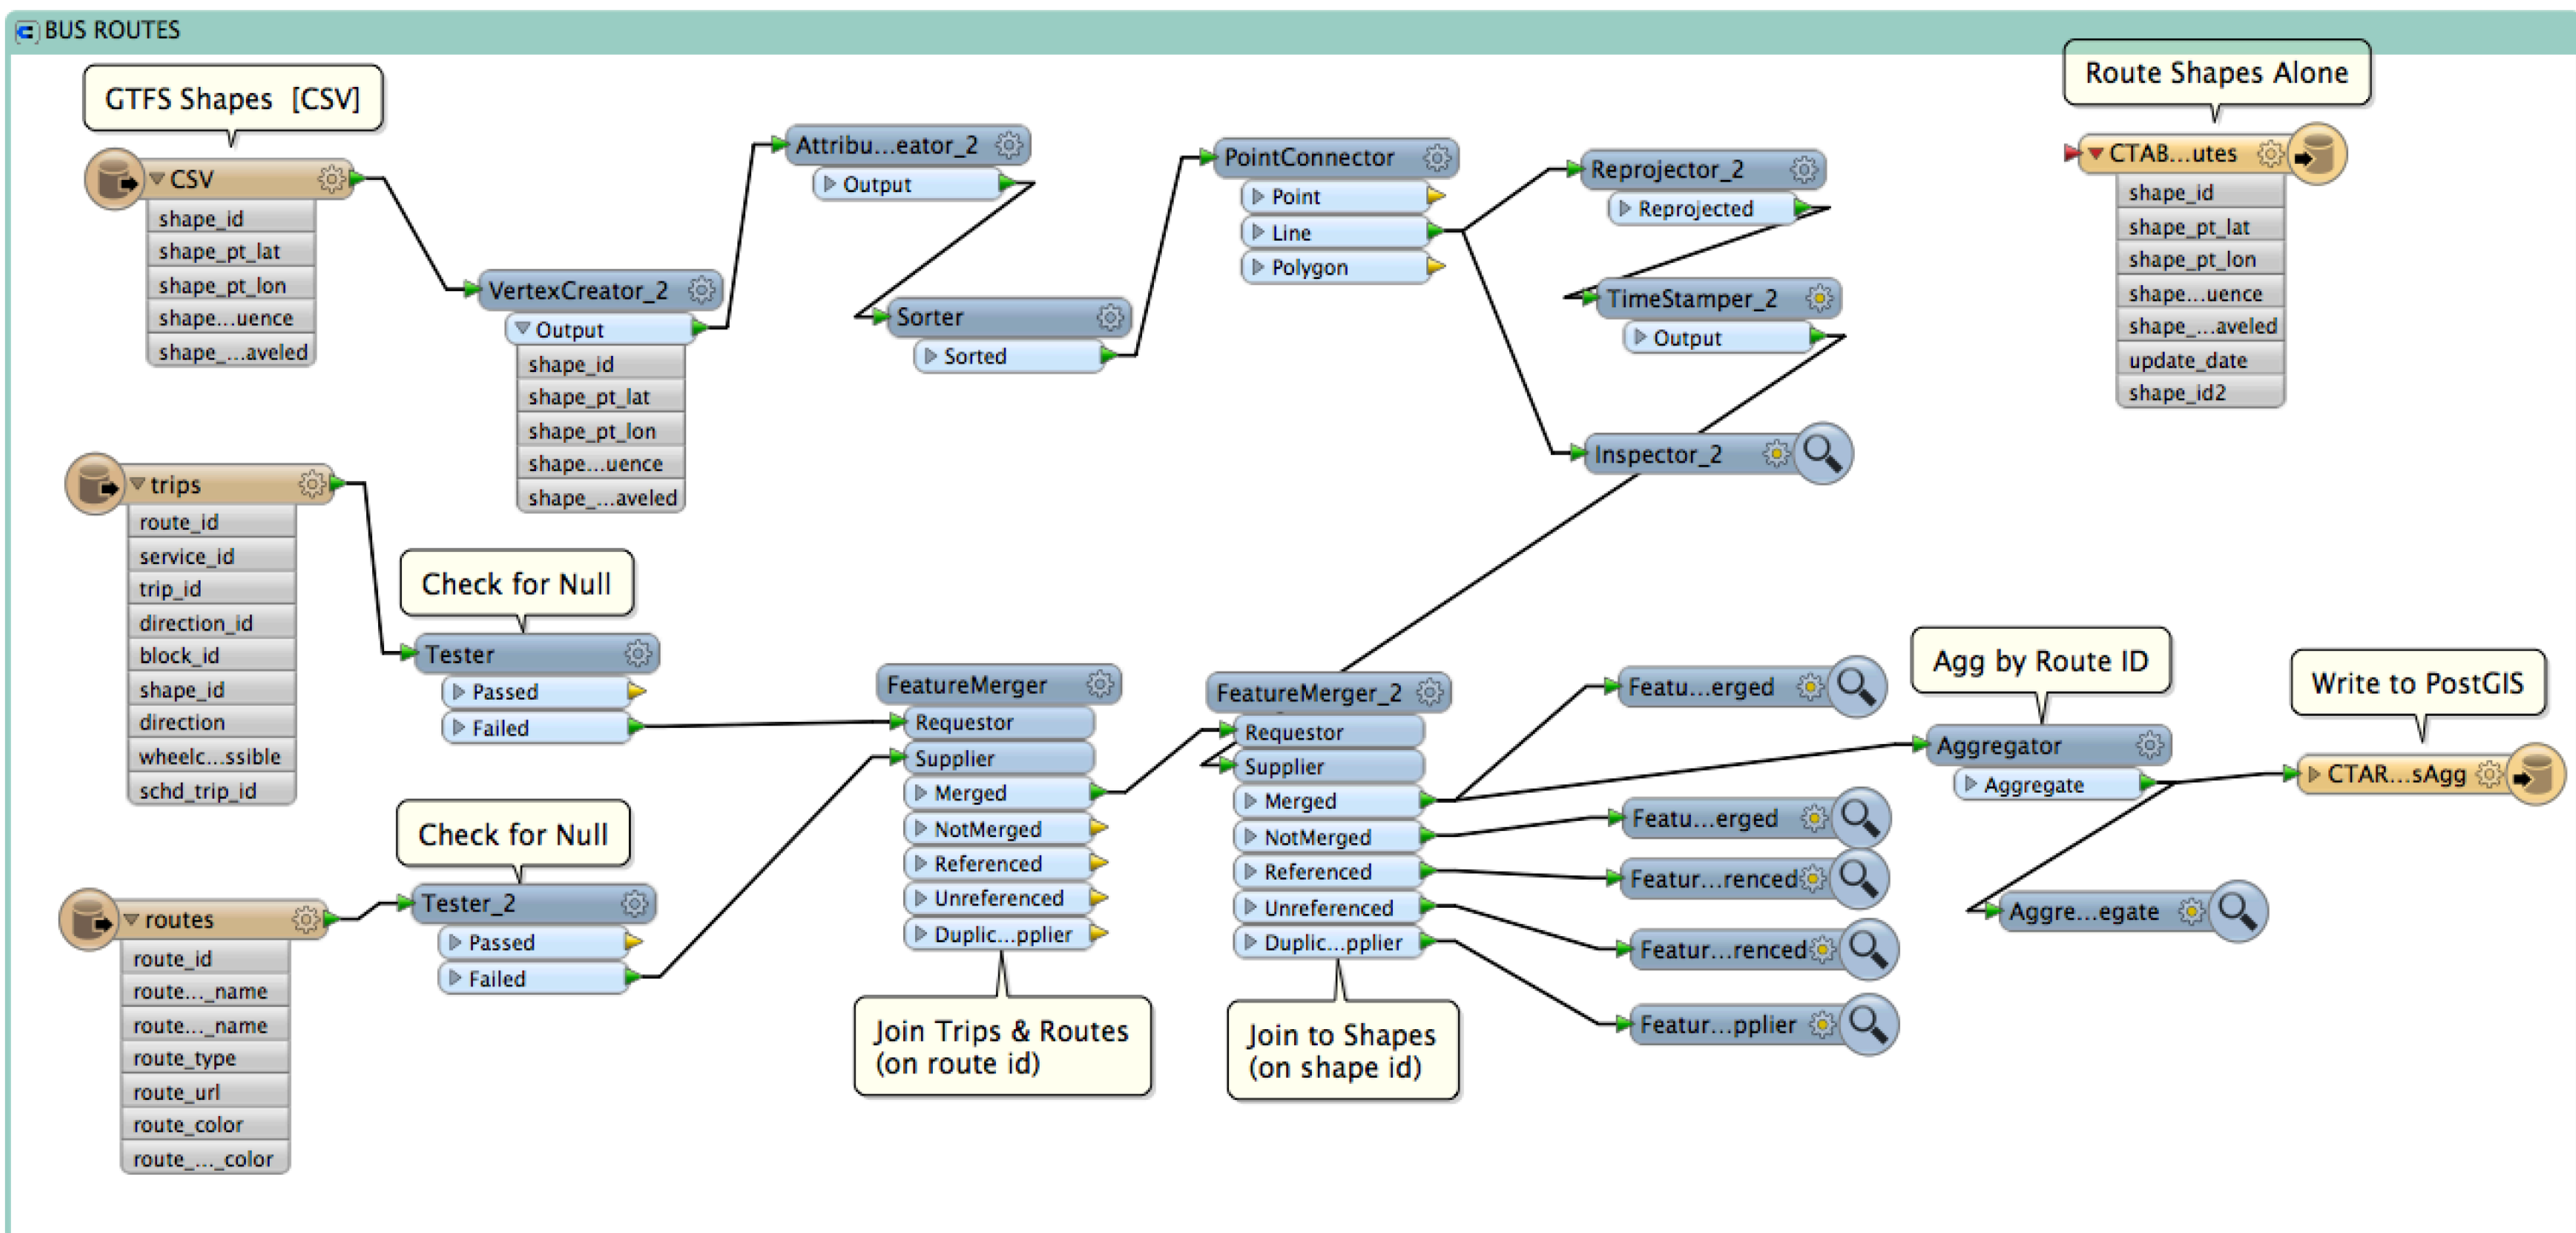 BUS ROUTES
GTFS Shapes [CSV]
CSV
shape_id
shape_pt_lat
shape_pt_lon
shape...uence
shape_...aveled
VertexCreator_2
Output
shape_id
shape_pt_lat
shape_pt_lon
shape...uence
shape_...aveled
Attribu...eator_2
Output
Sorter
Sorted
PointConnector
Point
Line
Polygon
Reprojector_2
Reprojected
TimeStamper_2
Output
Inspector_2
Route Shapes Alone
CTAB...utes
shape_id
shape_pt_lat
shape_pt_lon
shape...uence
shape_...aveled
update_date
shape_id2
trips
route_id
service_id
trip_id
direction_id
block_id
shape_id
direction
wheelc...ssible
schd_trip_id
Check for Null
Tester
Passed
Failed
routes
route_id
route..._name
route..._name
route_type
route_url
route_color
route_..._color
Check for Null
Tester_2
Passed
Failed
FeatureMerger
Requestor
Supplier
Merged
NotMerged
Referenced
Unreferenced
Duplic...pplier
Join Trips & Routes
(on route id)
FeatureMerger_2
Requestor
Supplier
Merged
NotMerged
Referenced
Unreferenced
Duplic...pplier
Join to Shapes
(on shape id)
Featu...erged
Featu...erged
Featur...renced
Featur...renced
Featur...pplier
Agg by Route ID
Aggregator
Aggregate
Aggre...egate
Write to PostGIS
CTAR...sAgg